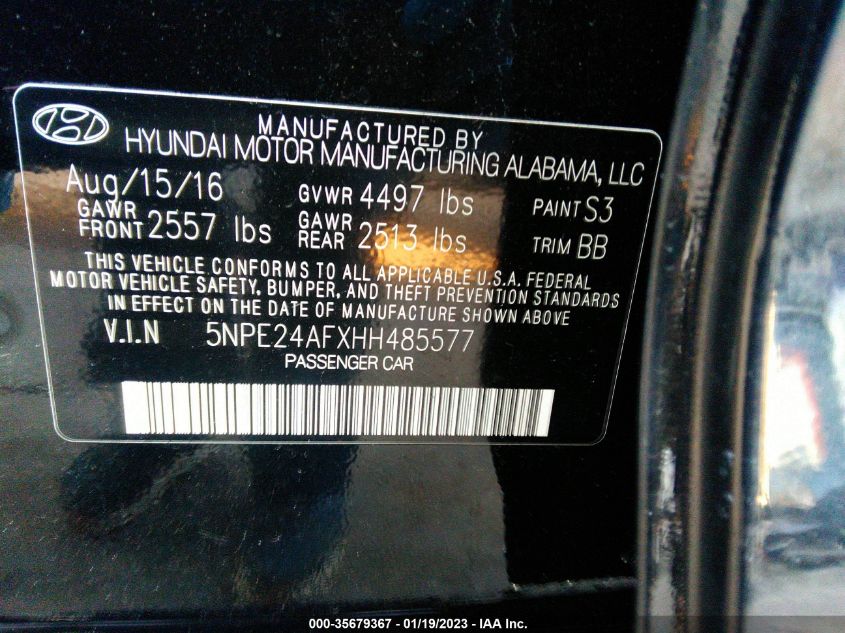 MANUFACTURED BY
HYUNDAI MOTOR MANUFACTURING ALABAMA, LLC
Aug/15/16 GVWR 4497 lbs PAINT S3
GAWR FRONT 2557 lbs GAWR REAR 2513 lbs TRIM BB
THIS VEHICLE CONFORMS TO ALL APPLICABLE U.S.A. FEDERAL
MOTOR VEHICLE SAFETY, BUMPER, AND THEFT PREVENTION STANDARDS
IN EFFECT ON THE DATE OF MANUFACTURE SHOWN ABOVE
V.I.N 5NPE24AFXHH485577
PASSENGER CAR
000-35679367 - 01/19/2023 - IAA Inc.